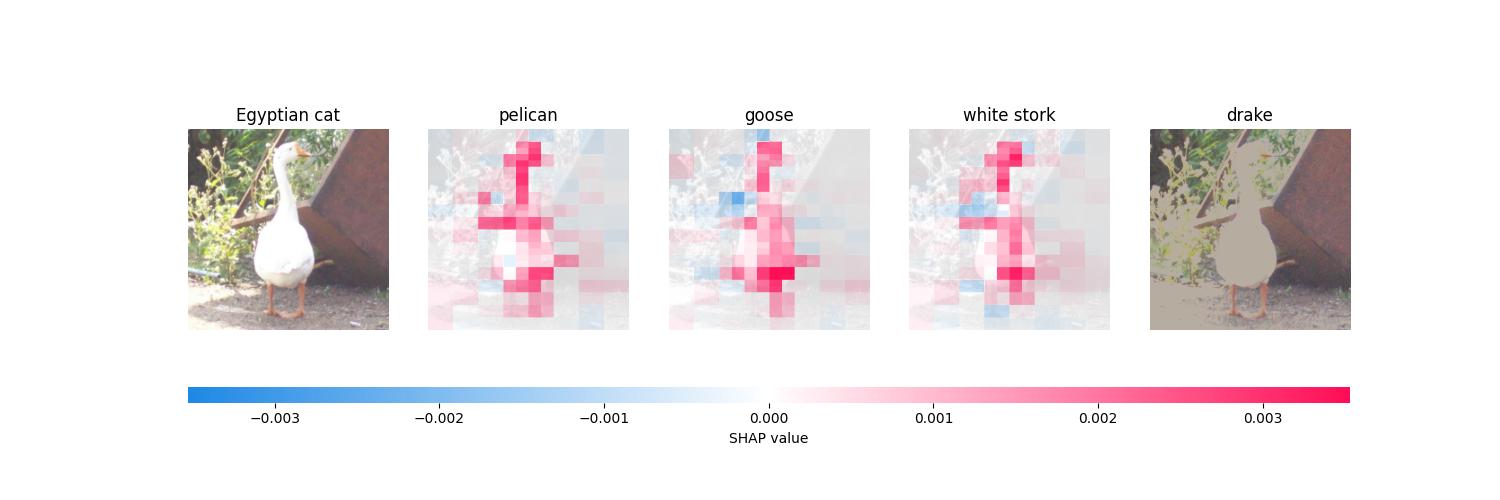 Egyptian cat pelican goose white stork drake
−0.003 −0.002 −0.001 0.000 0.001 0.002 0.003
SHAP value